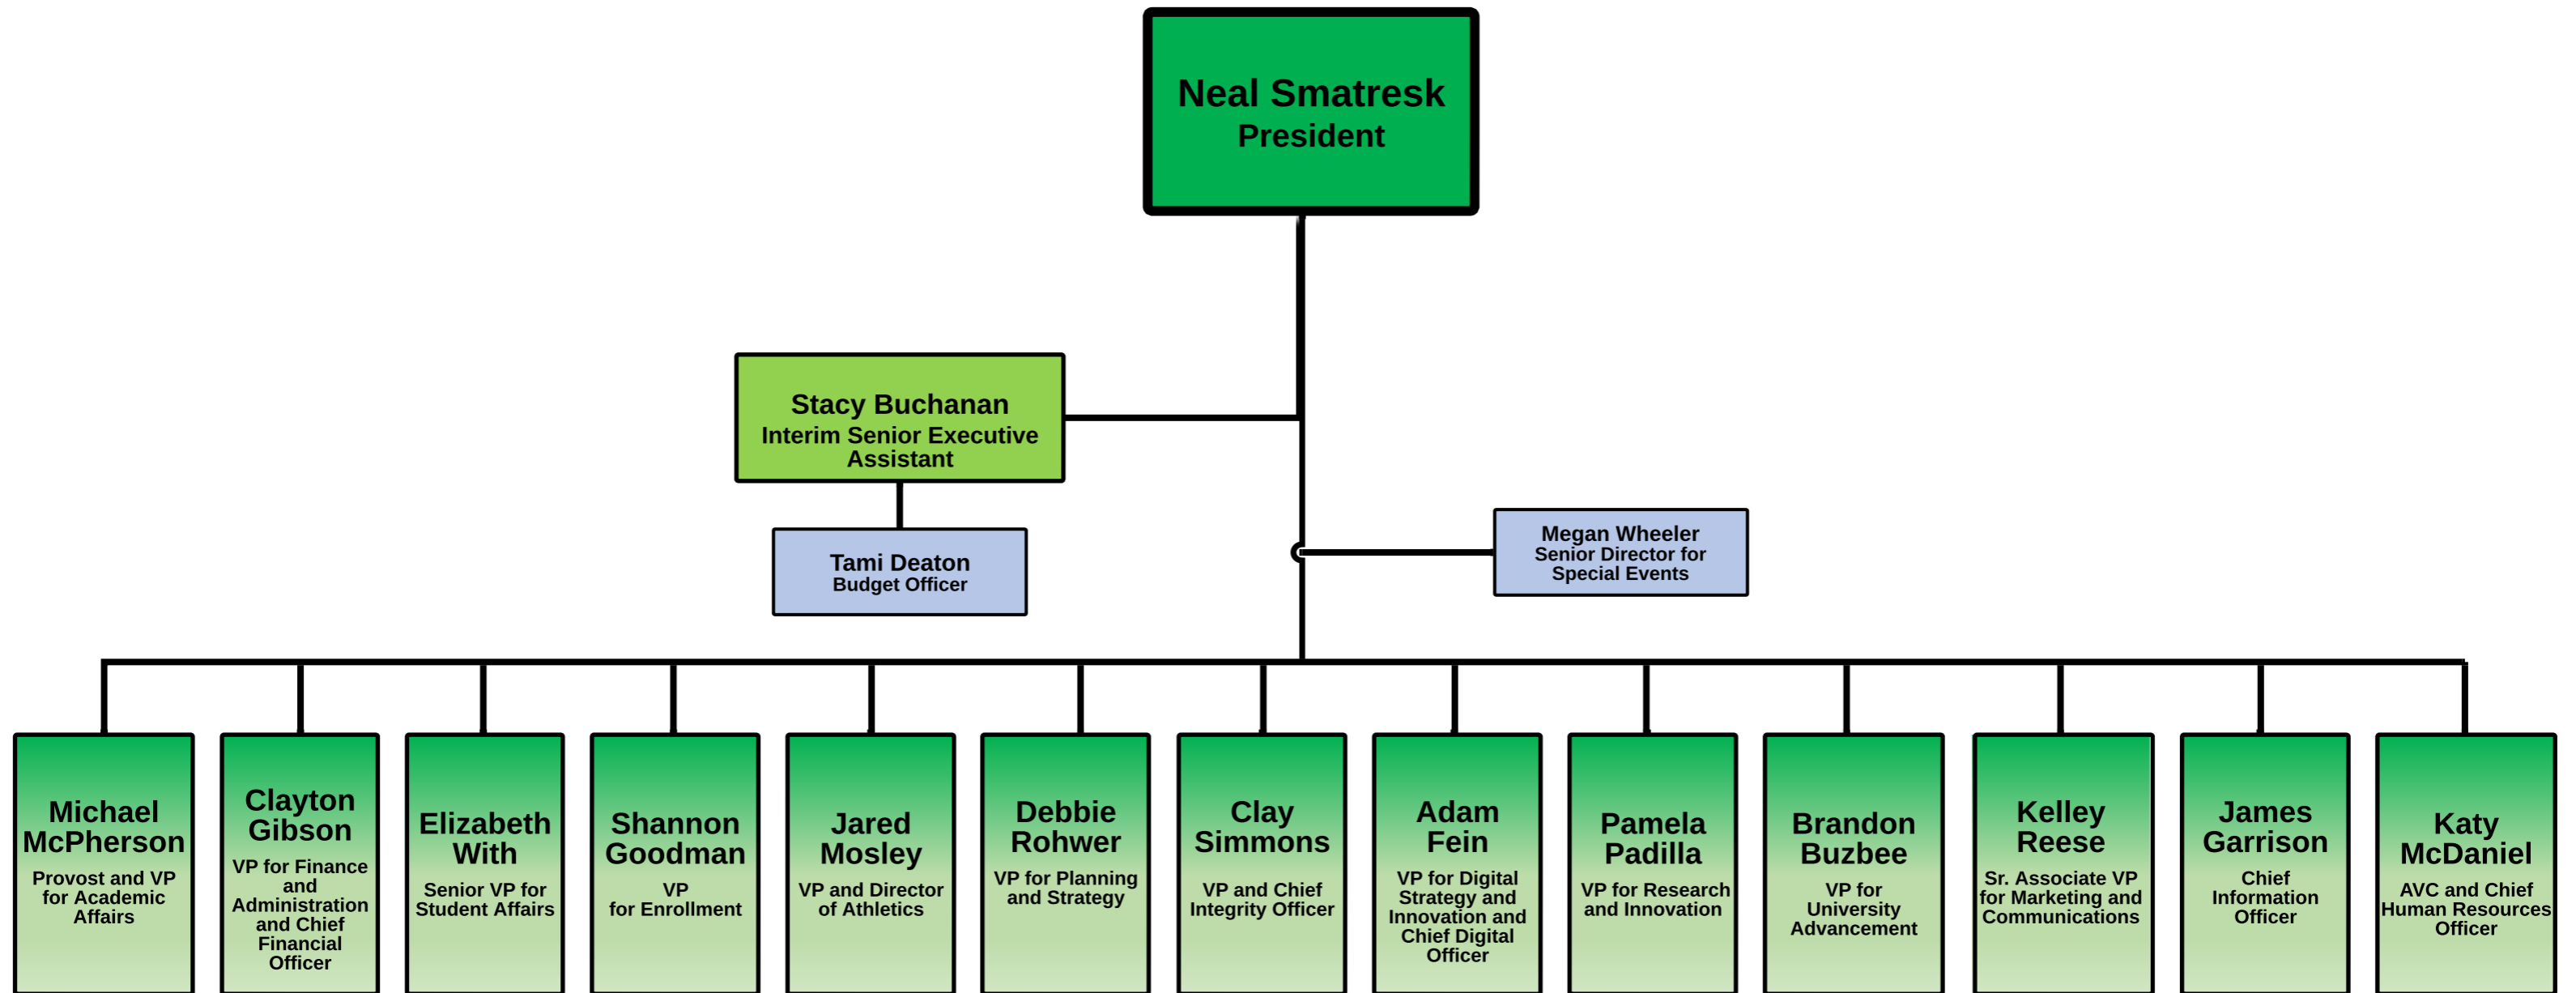 Neal Smatresk
President
Stacy Buchanan
Interim Senior Executive
Assistant
Tami Deaton
Budget Officer
Megan Wheeler
Senior Director for
Special Events
Michael
McPherson
Provost and VP
for Academic
Affairs
Clayton
Gibson
VP for Finance
and
Administration
and Chief
Financial
Officer
Elizabeth
With
Senior VP for
Student Affairs
Shannon
Goodman
VP
for Enrollment
Jared
Mosley
VP and Director
of Athletics
Debbie
Rohwer
VP for Planning
and Strategy
Clay
Simmons
VP and Chief
Integrity Officer
Adam
Fein
VP for Digital
Strategy and
Innovation and
Chief Digital
Officer
Pamela
Padilla
VP for Research
and Innovation
Brandon
Buzbee
VP for
University
Advancement
Kelley
Reese
Sr. Associate VP
for Marketing and
Communications
James
Garrison
Chief
Information
Officer
Katy
McDaniel
AVC and Chief
Human Resources
Officer